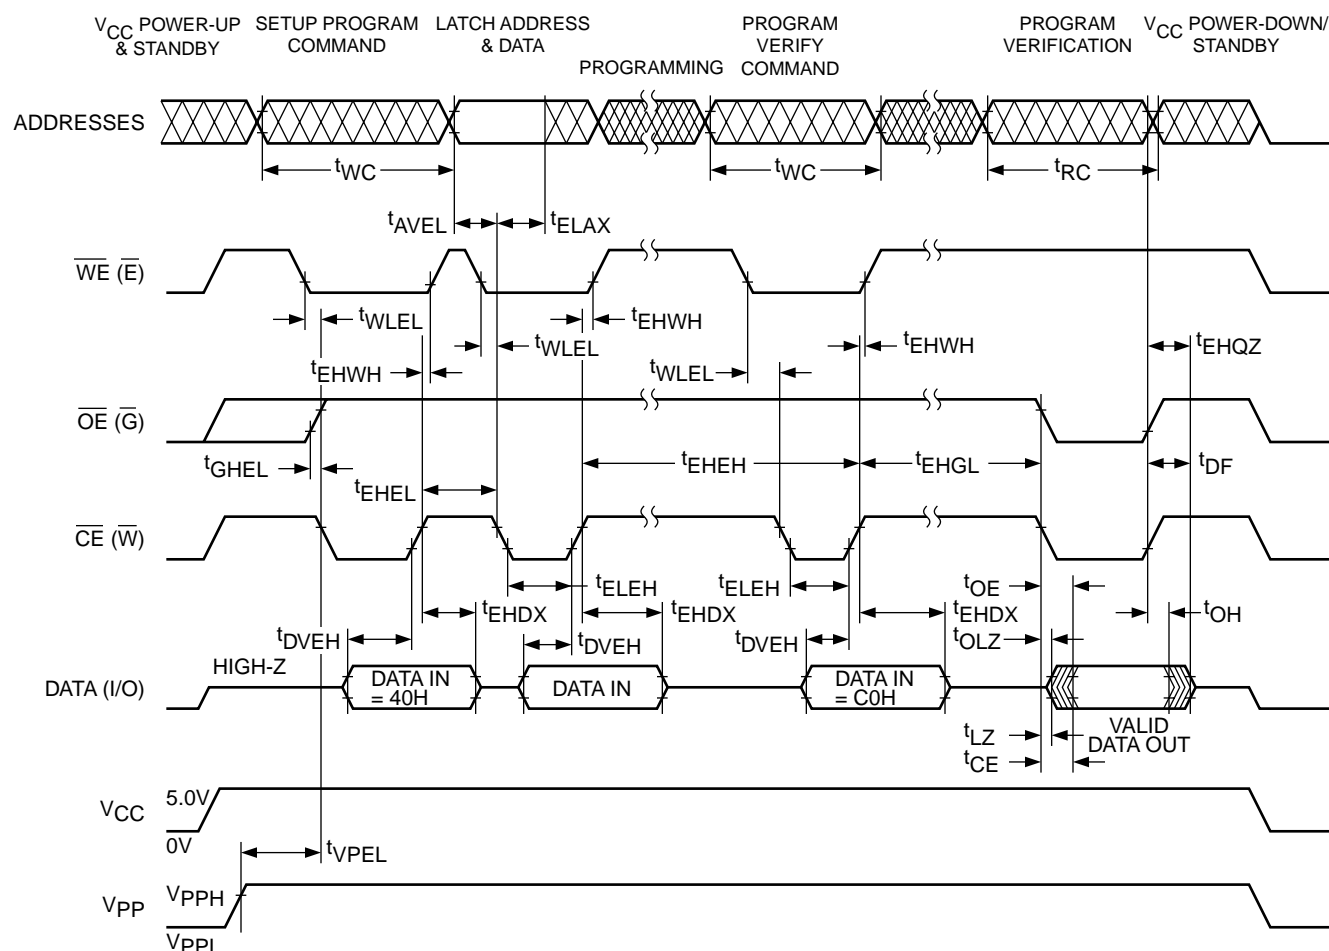 VCC POWER-UP
& STANDBY
SETUP PROGRAM
COMMAND
LATCH ADDRESS
& DATA
PROGRAMMING
PROGRAM
VERIFY
COMMAND
PROGRAM
VERIFICATION
VCC POWER-DOWN/
STANDBY
ADDRESSES
tWC
tWC
tRC
tAVEL
tELAX
WE (E)
tWLEL
tEHWH
tWLEL
tEHWH
tWLEL
tEHWH
tEHQZ
OE (G)
tGHEL
tEHEH
tEHGL
tDF
tEHEL
CE (W)
tELEH
tELEH
tOE
tEHDX
tEHDX
tEHDX
tOH
tDVEH
tDVEH
tDVEH
tOLZ
HIGH-Z
DATA (I/O)
DATA IN
= 40H
DATA IN
DATA IN
= C0H
VALID
DATA OUT
tLZ
tCE
VCC
5.0V
0V
tVPEL
VPP
VPPH
VPPL